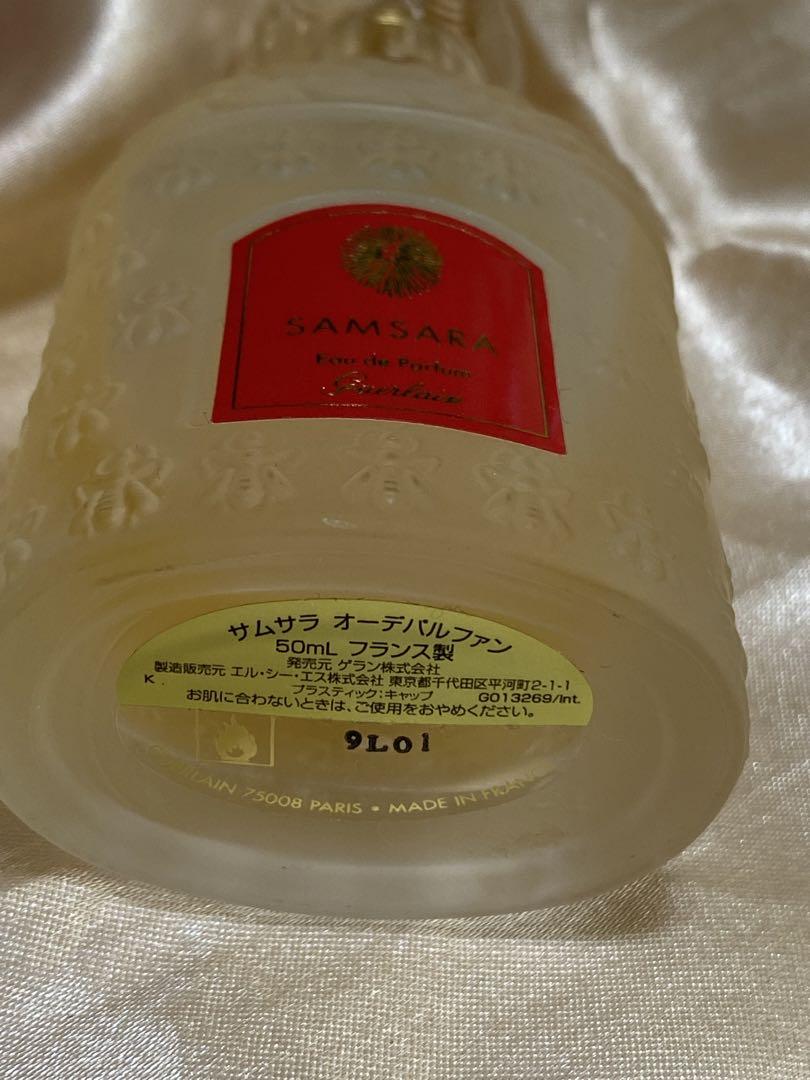 SAMSARA
Eau de Parfum
Guerlain
サムサラ オーデパルファン
50mL フランス製
発売元 ゲラン株式会社
製造販売元 エル・シー・エス株式会社 東京都千代田区平河町2-1-1
K プラスティック:キャップ G013269/Int.
お肌に合わないときは、ご使用をおやめください。
9L01
GUERLAIN 75008 PARIS • MADE IN FRANCE